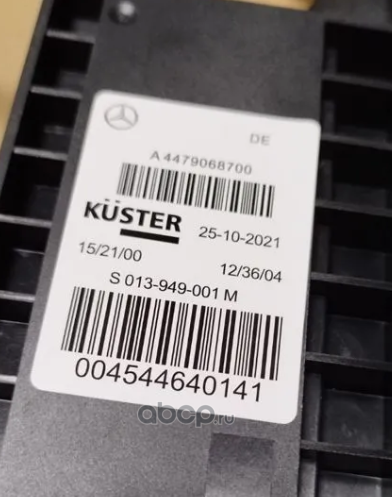 DE
A 4479068700
KÜSTER 25-10-2021
15/21/00 12/36/04
S 013-949-001 M
004544640141
abcp.ru